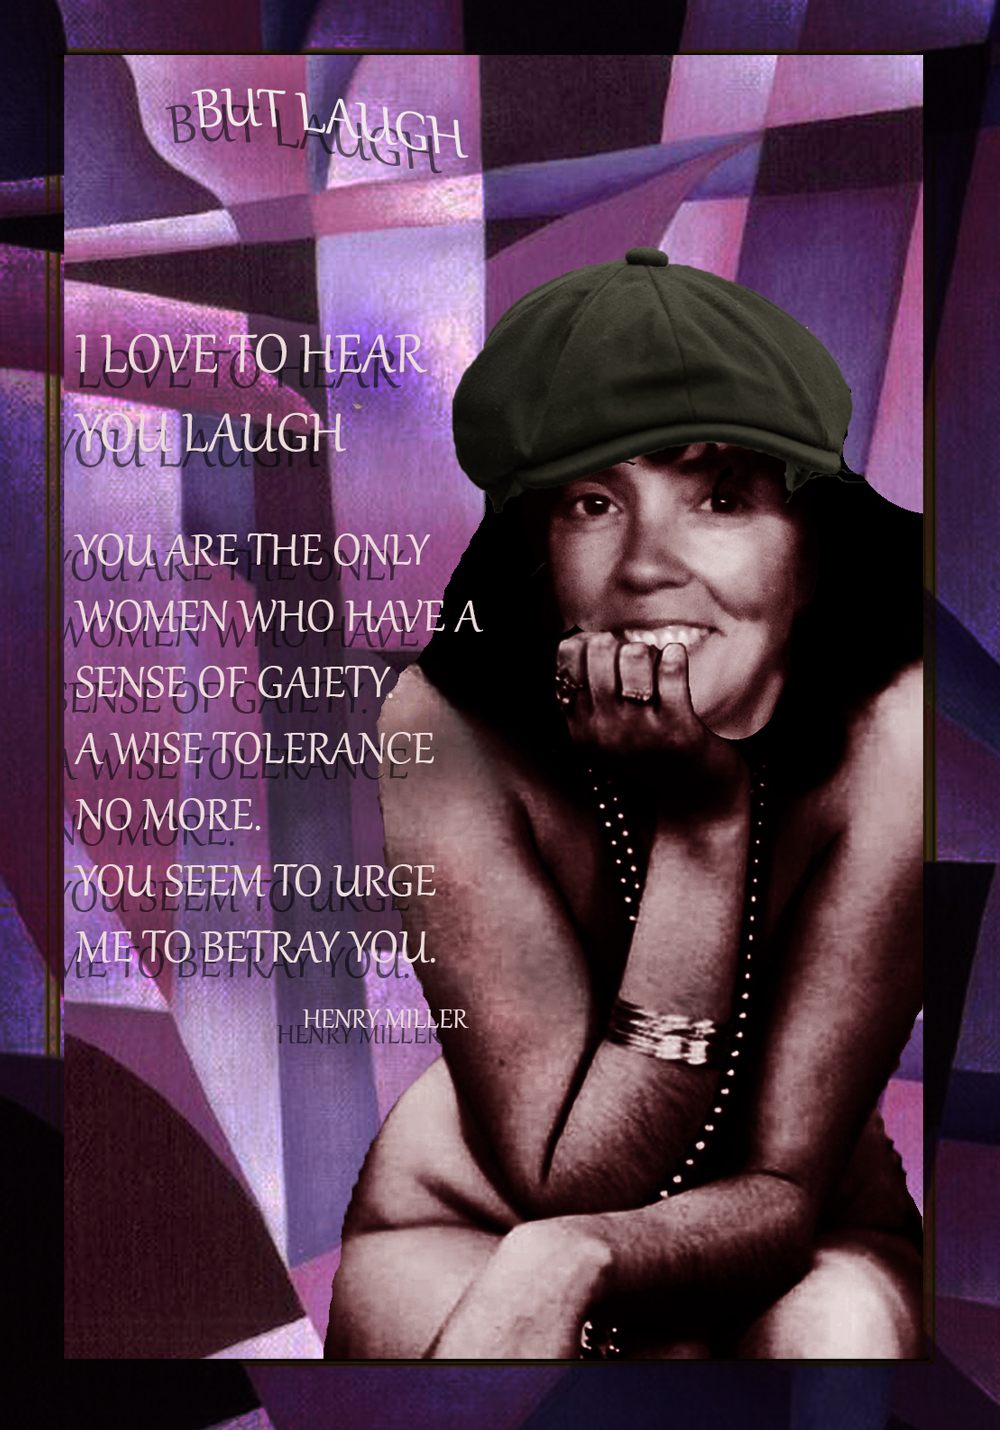 BUT LAUGH
I LOVE TO HEAR
YOU LAUGH
YOU ARE THE ONLY
WOMEN WHO HAVE A
SENSE OF GAIETY.
A WISE TOLERANCE
NO MORE.
YOU SEEM TO URGE
ME TO BETRAY YOU.
HENRY MILLER